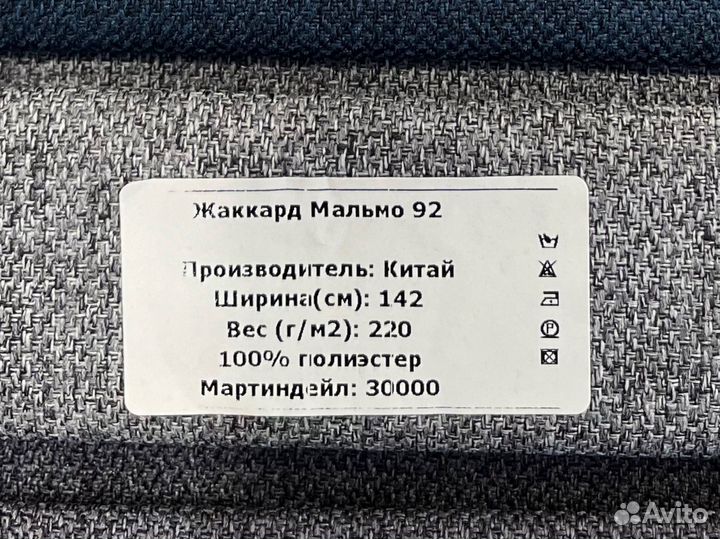 Жаккард Мальмо 92
Производитель: Китай
Ширина(см): 142
Вес (г/м2): 220
100% полиэстер
Мартиндейл: 30000
P
Avito